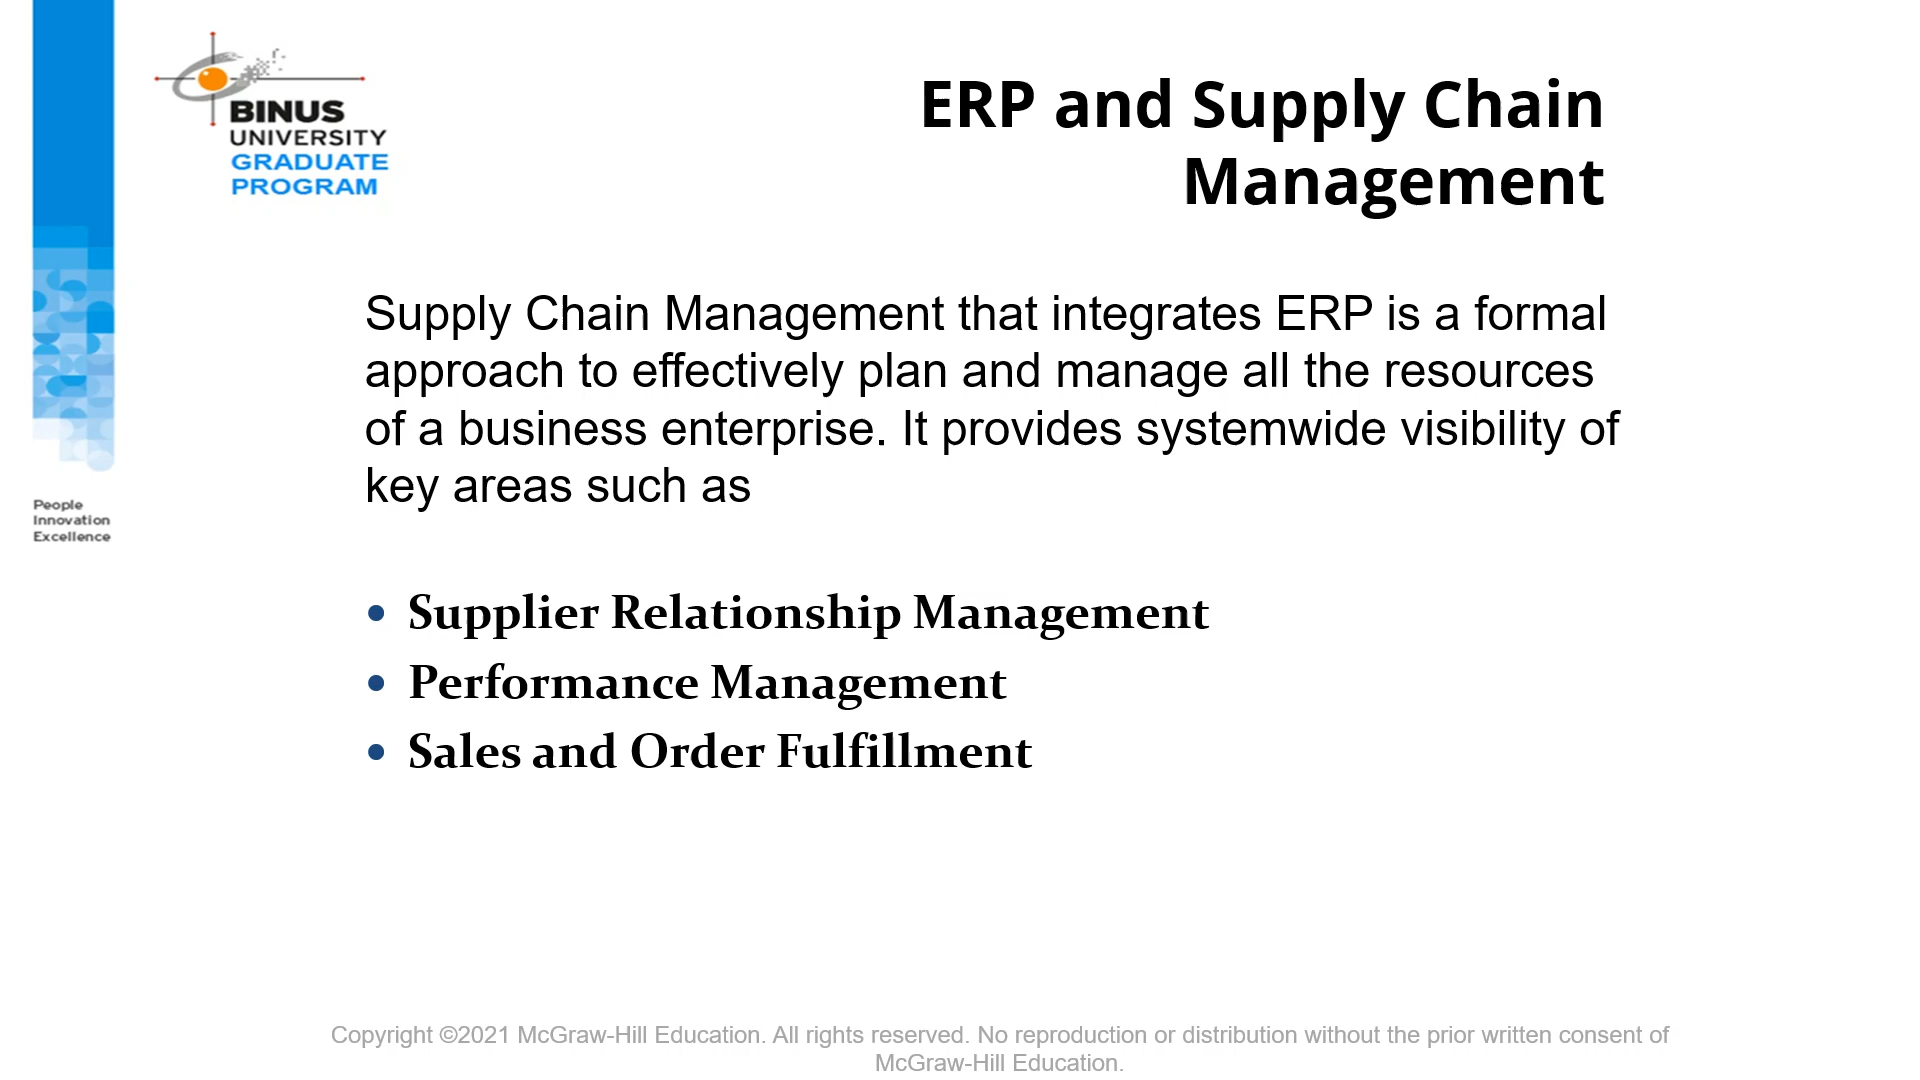 BINUS
UNIVERSITY
GRADUATE
PROGRAM
ERP and Supply Chain
Management
People
Innovation
Excellence
Supply Chain Management that integrates ERP is a formal
approach to effectively plan and manage all the resources
of a business enterprise. It provides systemwide visibility of
key areas such as
• Supplier Relationship Management
• Performance Management
• Sales and Order Fulfillment
Copyright ©2021 McGraw-Hill Education. All rights reserved. No reproduction or distribution without the prior written consent of
McGraw-Hill Education.